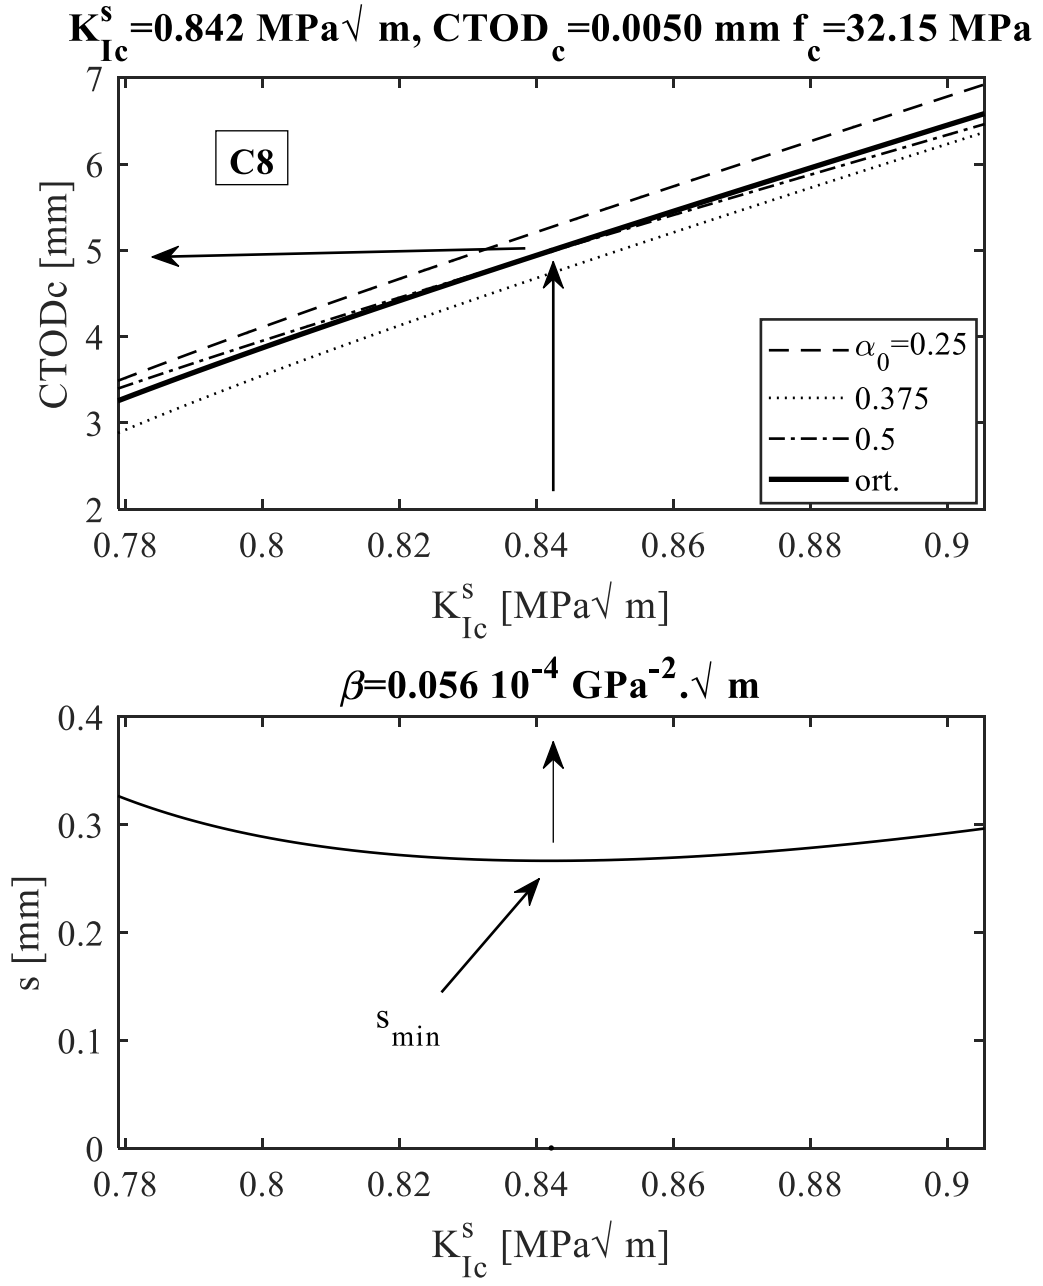 K^s_Ic=0.842 MPa√ m, CTOD_c=0.0050 mm f_c=32.15 MPa
7
6
5
4
3
2
CTODc [mm]
C8
α_0=0.25
0.375
0.5
ort.
0.78 0.8 0.82 0.84 0.86 0.88 0.9
K^s_Ic [MPa√ m]
β=0.056 10^-4 GPa^-2.√ m
0.4
0.3
0.2
0.1
0
s [mm]
s_min
0.78 0.8 0.82 0.84 0.86 0.88 0.9
K^s_Ic [MPa√ m]